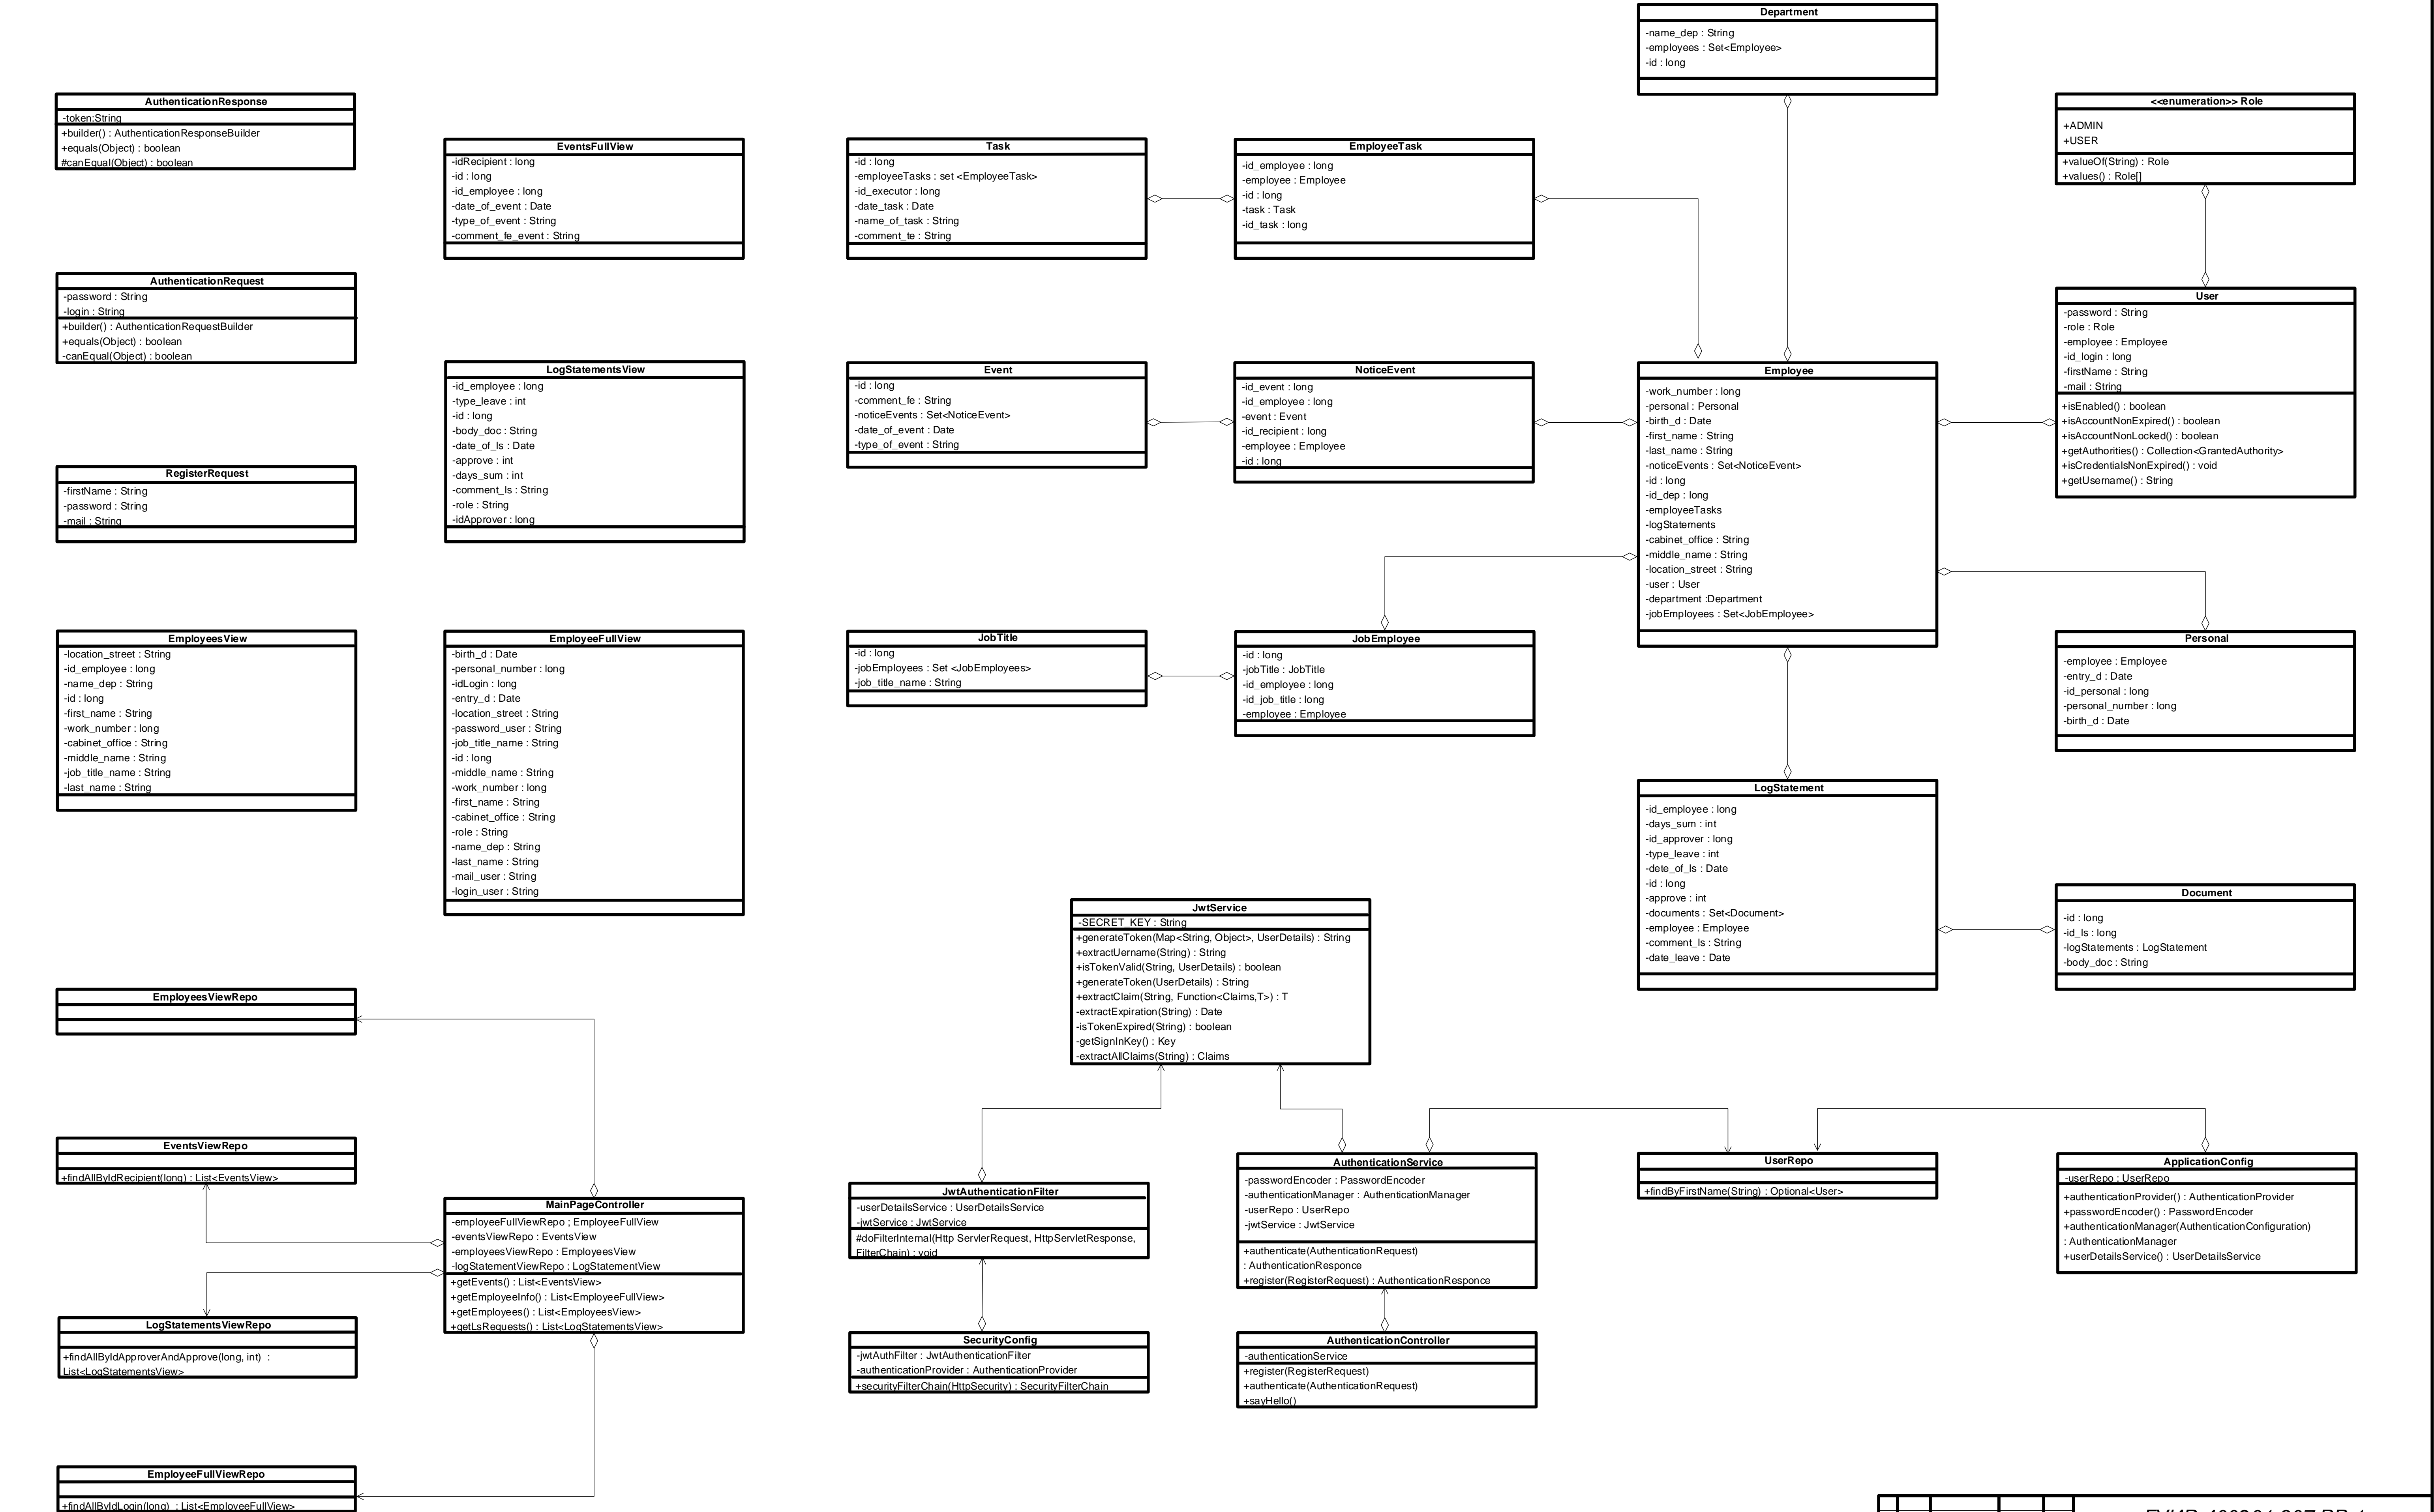 Department
-name_dep : String
-employees : Set<Employee>
-id : long
AuthenticationResponse
-token:String
+builder() : AuthenticationResponseBuilder
+equals(Object) : boolean
#canEqual(Object) : boolean
<<enumeration>> Role
+ADMIN
+USER
+valueOf(String) : Role
+values() : Role[]
EventsFullView
-idRecipient : long
-id : long
-id_employee : long
-date_of_event : Date
-type_of_event : String
-comment_fe_event : String
Task
-id : long
-employeeTasks : set <EmployeeTask>
-id_executor : long
-date_task : Date
-name_of_task : String
-comment_te : String
EmployeeTask
-id_employee : long
-employee : Employee
-id : long
-task : Task
-id_task : long
AuthenticationRequest
-password : String
-login : String
+builder() : AuthenticationRequestBuilder
+equals(Object) : boolean
-canEqual(Object) : boolean
User
-password : String
-role : Role
-employee : Employee
-id_login : long
-firstName : String
-mail : String
+isEnabled() : boolean
+isAccountNonExpired() : boolean
+isAccountNonLocked() : boolean
+getAuthorities() : Collection<GrantedAuthority>
+isCredentialsNonExpired() : void
+getUsername() : String
LogStatementsView
-id_employee : long
-type_leave : int
-id : long
-body_doc : String
-date_of_ls : Date
-approve : int
-days_sum : int
-comment_ls : String
-role : String
-idApprover : long
Event
-id : long
-comment_fe : String
-noticeEvents : Set<NoticeEvent>
-date_of_event : Date
-type_of_event : String
NoticeEvent
-id_event : long
-id_employee : long
-event : Event
-id_recipient : long
-employee : Employee
-id : long
Employee
-work_number : long
-personal : Personal
-birth_d : Date
-first_name : String
-last_name : String
-noticeEvents : Set<NoticeEvent>
-id : long
-id_dep : long
-employeeTasks
-logStatements
-cabinet_office : String
-middle_name : String
-location_street : String
-user : User
-department :Department
-jobEmployees : Set<JobEmployee>
RegisterRequest
-firstName : String
-password : String
-mail : String
EmployeesView
-location_street : String
-id_employee : long
-name_dep : String
-id : long
-first_name : String
-work_number : long
-cabinet_office : String
-middle_name : String
-job_title_name : String
-last_name : String
EmployeeFullView
-birth_d : Date
-personal_number : long
-idLogin : long
-entry_d : Date
-location_street : String
-password_user : String
-job_title_name : String
-id : long
-middle_name : String
-work_number : long
-first_name : String
-cabinet_office : String
-role : String
-name_dep : String
-last_name : String
-mail_user : String
-login_user : String
JobTitle
-id : long
-jobEmployees : Set <JobEmployees>
-job_title_name : String
JobEmployee
-id : long
-jobTitle : JobTitle
-id_employee : long
-id_job_title : long
-employee : Employee
Personal
-employee : Employee
-entry_d : Date
-id_personal : long
-personal_number : long
-birth_d : Date
LogStatement
-id_employee : long
-days_sum : int
-id_approver : long
-type_leave : int
-dete_of_ls : Date
-id : long
-approve : int
-documents : Set<Document>
-employee : Employee
-comment_ls : String
-date_leave : Date
Document
-id : long
-id_ls : long
-logStatements : LogStatement
-body_doc : String
JwtService
-SECRET_KEY : String
+generateToken(Map<String, Object>, UserDetails) : String
+extractUername(String) : String
+isTokenValid(String, UserDetails) : boolean
+generateToken(UserDetails) : String
+extractClaim(String, Function<Claims,T>) : T
-extractExpiration(String) : Date
-isTokenExpired(String) : boolean
-getSignInKey() : Key
-extractAllClaims(String) : Claims
EmployeesViewRepo
EventsViewRepo
+findAllByIdRecipient(long) : List<EventsView>
MainPageController
-employeeFullViewRepo ; EmployeeFullView
-eventsViewRepo : EventsView
-employeesViewRepo : EmployeesView
-logStatementViewRepo : LogStatementView
+getEvents() : List<EventsView>
+getEmployeeInfo() : List<EmployeeFullView>
+getEmployees() : List<EmployeesView>
+getLsRequests() : List<LogStatementsView>
JwtAuthenticationFilter
-userDetailsService : UserDetailsService
-jwtService : JwtService
#doFilterInternal(Http ServlerRequest, HttpServletResponse,
FilterChain) : void
AuthenticationService
-passwordEncoder : PasswordEncoder
-authenticationManager : AuthenticationManager
-userRepo : UserRepo
-jwtService : JwtService
+authenticate(AuthenticationRequest)
: AuthenticationResponce
+register(RegisterRequest) : AuthenticationResponce
UserRepo
+findByFirstName(String) : Optional<User>
ApplicationConfig
-userRepo : UserRepo
+authenticationProvider() : AuthenticationProvider
+passwordEncoder() : PasswordEncoder
+authenticationManager(AuthenticationConfiguration)
: AuthenticationManager
+userDetailsService() : UserDetailsService
LogStatementsViewRepo
+findAllByIdApproverAndApprove(long, int) :
List<LogStatementsView>
SecurityConfig
-jwtAuthFilter : JwtAuthenticationFilter
-authenticationProvider : AuthenticationProvider
+securityFilterChain(HttpSecurity) : SecurityFilterChain
AuthenticationController
-authenticationService
+register(RegisterRequest)
+authenticate(AuthenticationRequest)
+sayHello()
EmployeeFullViewRepo
+findAllByIdLogin(long) : List<EmployeeFullView>